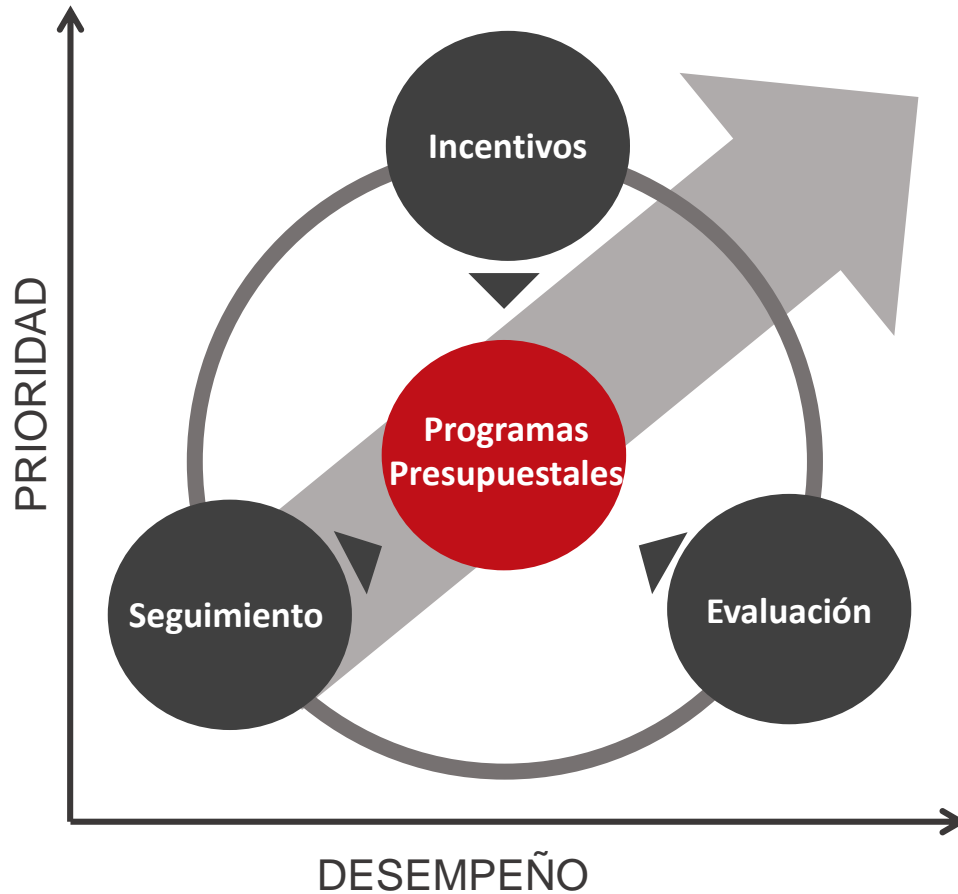 Incentivos
PRIORIDAD
Programas
Presupuestales
Seguimiento
Evaluación
DESEMPEÑO